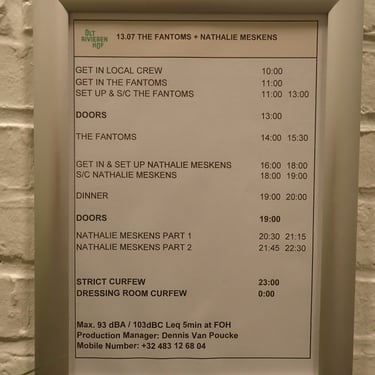 OLT
RIVIEREN
HOF
13.07 THE FANTOMS + NATHALIE MESKENS
GET IN LOCAL CREW 10:00
GET IN THE FANTOMS 11:00
SET UP & S/C THE FANTOMS 11:00 13:00
DOORS 13:00
THE FANTOMS 14:00 15:30
GET IN & SET UP NATHALIE MESKENS 16:00 18:00
S/C NATHALIE MESKENS 18:00 19:00
DINNER 19:00 20:00
DOORS 19:00
NATHALIE MESKENS PART 1 20:30 21:15
NATHALIE MESKENS PART 2 21:45 22:30
STRICT CURFEW 23:00
DRESSING ROOM CURFEW 0:00
Max. 93 dBA / 103dBC Leq 5min at FOH
Production Manager: Dennis Van Poucke
Mobile Number: +32 483 12 68 04